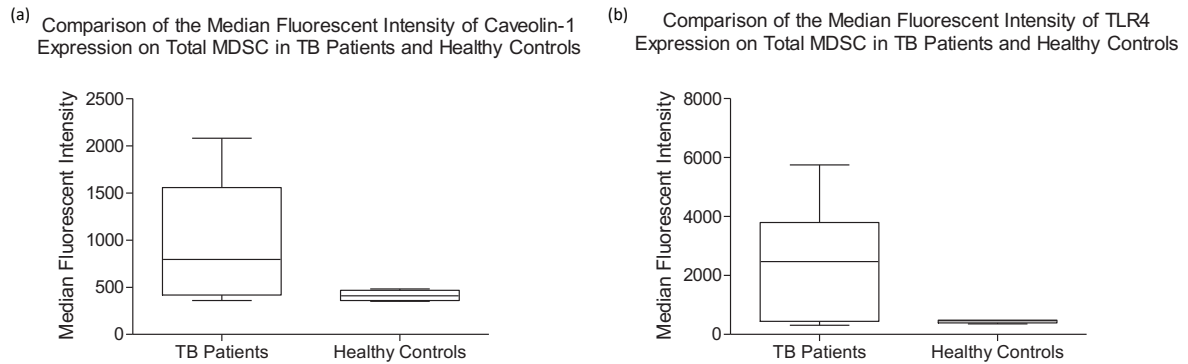 (a)
Comparison of the Median Fluorescent Intensity of Caveolin-1
Expression on Total MDSC in TB Patients and Healthy Controls
Median Fluorescent Intensity
2500
2000
1500
1000
500
0
TB Patients
Healthy Controls
(b)
Comparison of the Median Fluorescent Intensity of TLR4
Expression on Total MDSC in TB Patients and Healthy Controls
Median Fluorescent Intensity
8000
6000
4000
2000
0
TB Patients
Healthy Controls